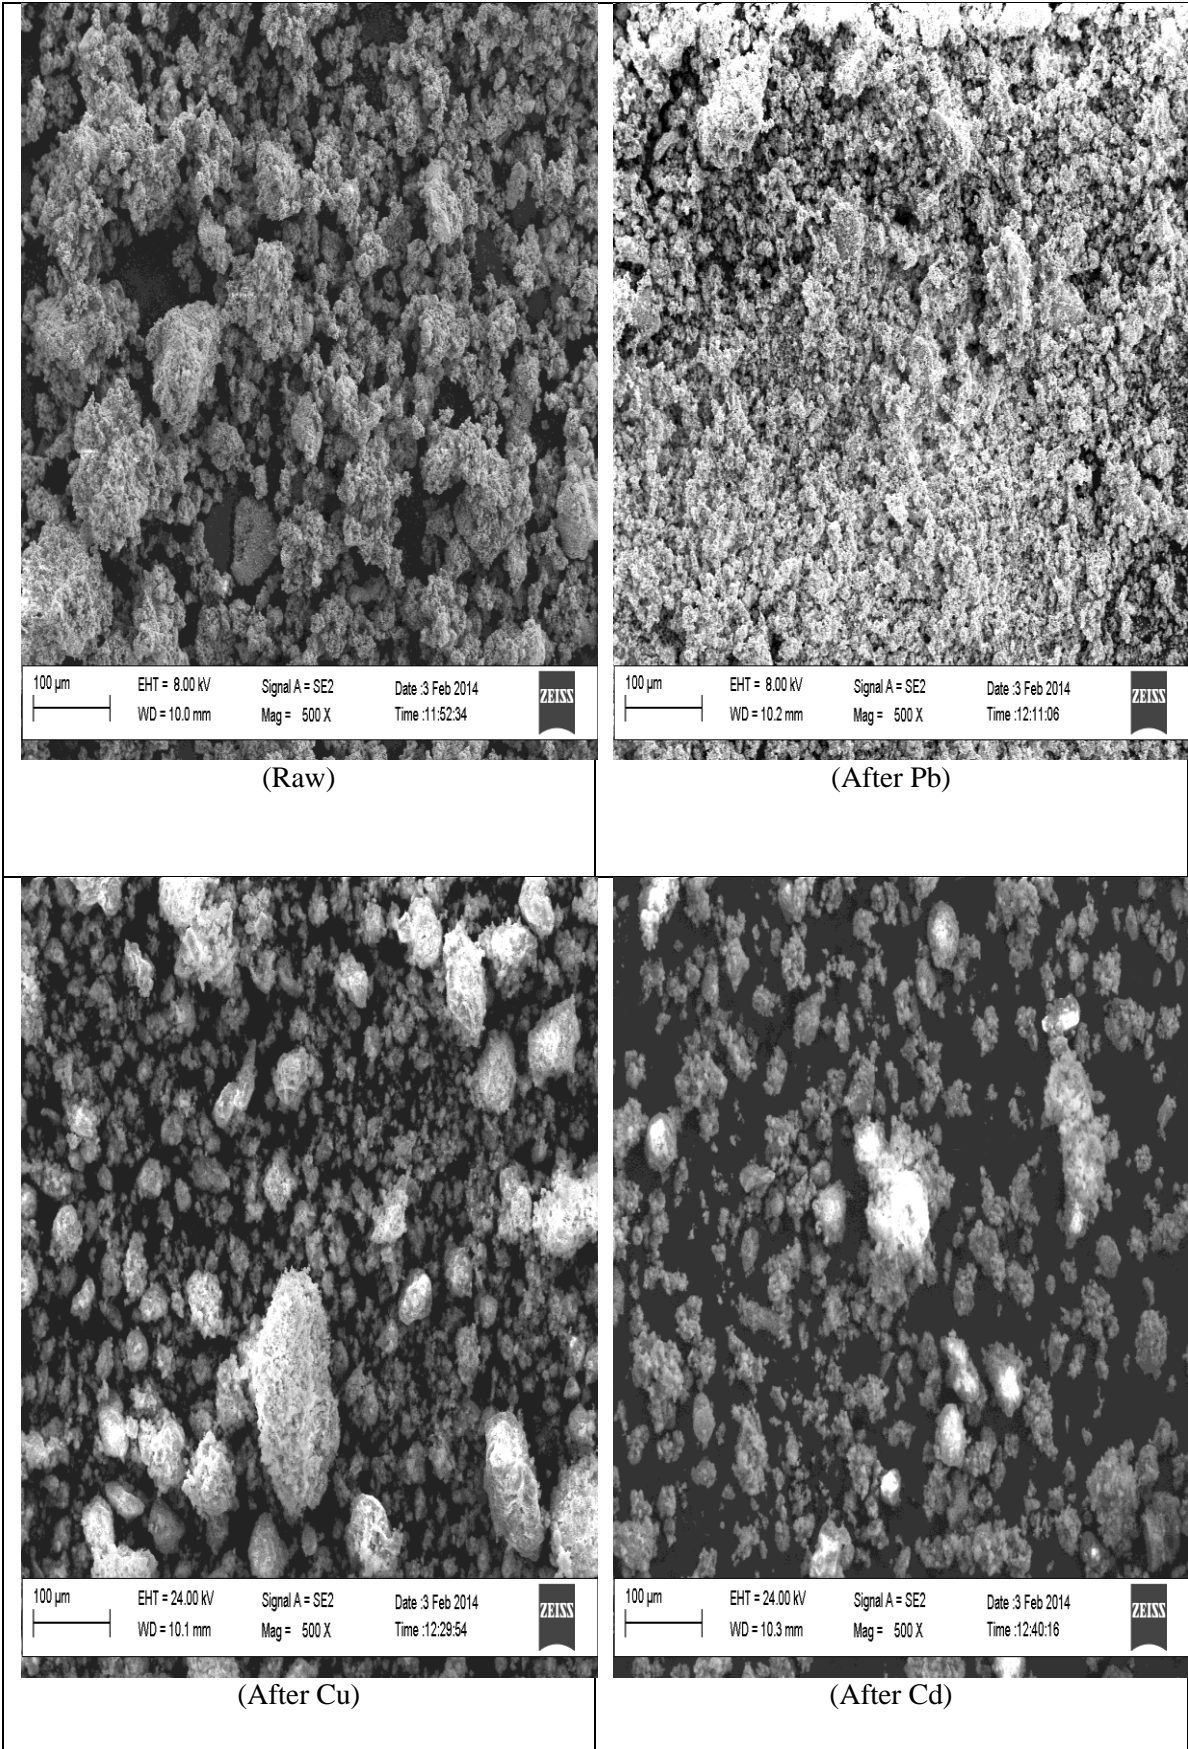 100 µm EHT = 8.00 kV Signal A = SE2 Date :3 Feb 2014 ZEISS
WD = 10.0 mm Mag = 500 X Time :11:52:34
(Raw)
100 µm EHT = 8.00 kV Signal A = SE2 Date :3 Feb 2014 ZEISS
WD = 10.2 mm Mag = 500 X Time :12:11:06
(After Pb)
100 µm EHT = 24.00 kV Signal A = SE2 Date :3 Feb 2014 ZEISS
WD = 10.1 mm Mag = 500 X Time :12:29:54
(After Cu)
100 µm EHT = 24.00 kV Signal A = SE2 Date :3 Feb 2014 ZEISS
WD = 10.3 mm Mag = 500 X Time :12:40:16
(After Cd)